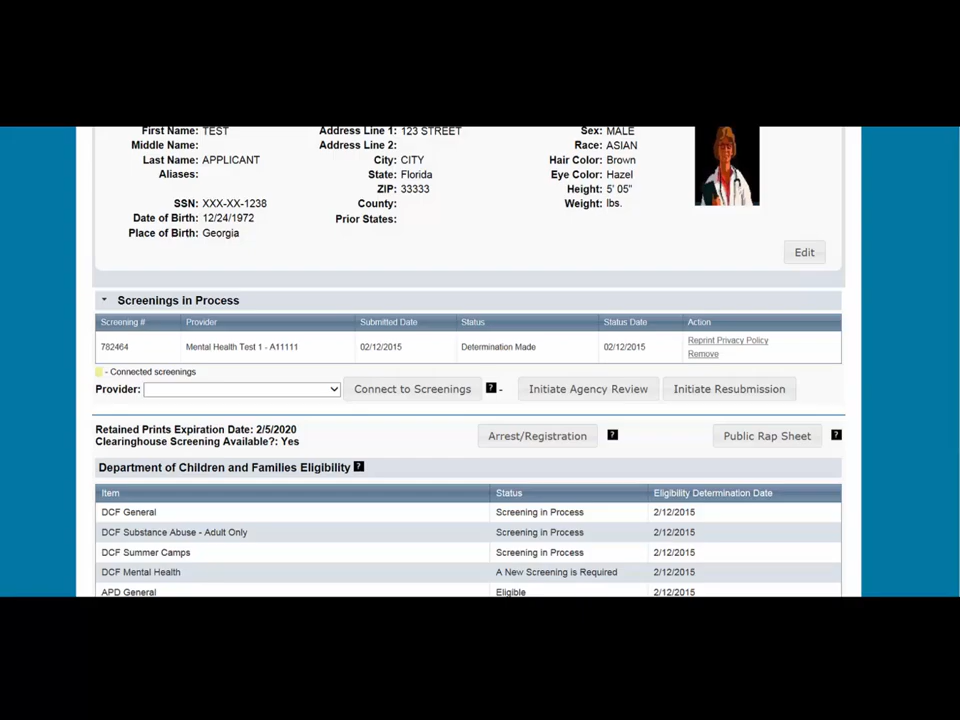 First Name: TEST Address Line 1: 123 STREET Sex: MALE
Middle Name: Address Line 2: Race: ASIAN
Last Name: APPLICANT City: CITY Hair Color: Brown
Aliases: State: Florida Eye Color: Hazel
ZIP: 33333 Height: 5' 05"
SSN: XXX-XX-1238 County: Weight: lbs.
Date of Birth: 12/24/1972 Prior States:
Place of Birth: Georgia
Edit
Screenings in Process
Screening # Provider Submitted Date Status Status Date Action
782464 Mental Health Test 1 - A11111 02/12/2015 Determination Made 02/12/2015 Reprint Privacy Policy
Remove
- Connected screenings
Provider: Connect to Screenings ? - Initiate Agency Review Initiate Resubmission
Retained Prints Expiration Date: 2/5/2020
Clearinghouse Screening Available?: Yes
Arrest/Registration ? Public Rap Sheet ?
Department of Children and Families Eligibility ?
Item Status Eligibility Determination Date
DCF General Screening in Process 2/12/2015
DCF Substance Abuse - Adult Only Screening in Process 2/12/2015
DCF Summer Camps Screening in Process 2/12/2015
DCF Mental Health A New Screening is Required 2/12/2015
APD General Eligible 2/12/2015